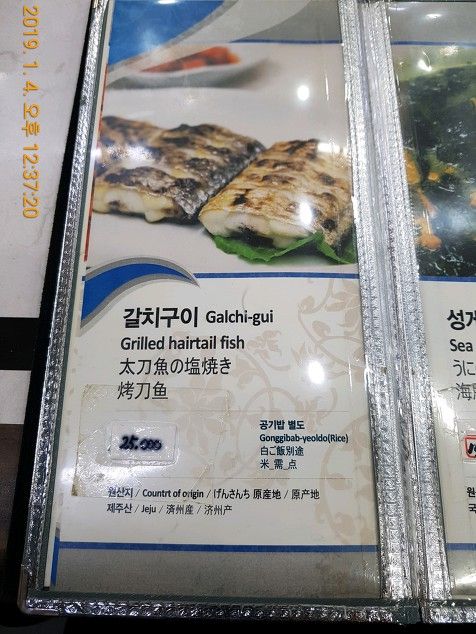 2019. 1. 4. 오후 12:37:20
갈치구이 Galchi-gui
Grilled hairtail fish
太刀魚の塩焼き
烤刀鱼
25.000
공기밥 별도
Gonggibab-yeoldo(Rice)
白ご飯別途
米_需_点
원산지 / Countrt of origin / げんさんち 原産地 / 原产地
제주산 / Jeju / 済州産 / 济州产
성게
Sea
うに
海